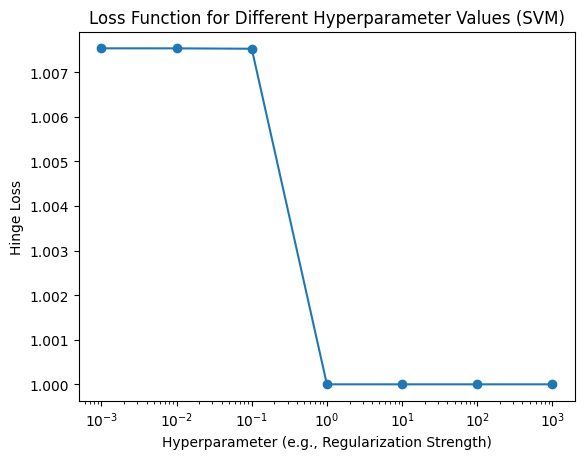 Loss Function for Different Hyperparameter Values (SVM)
Hinge Loss
1.007
1.006
1.005
1.004
1.003
1.002
1.001
1.000
10⁻³ 10⁻² 10⁻¹ 10⁰ 10¹ 10² 10³
Hyperparameter (e.g., Regularization Strength)